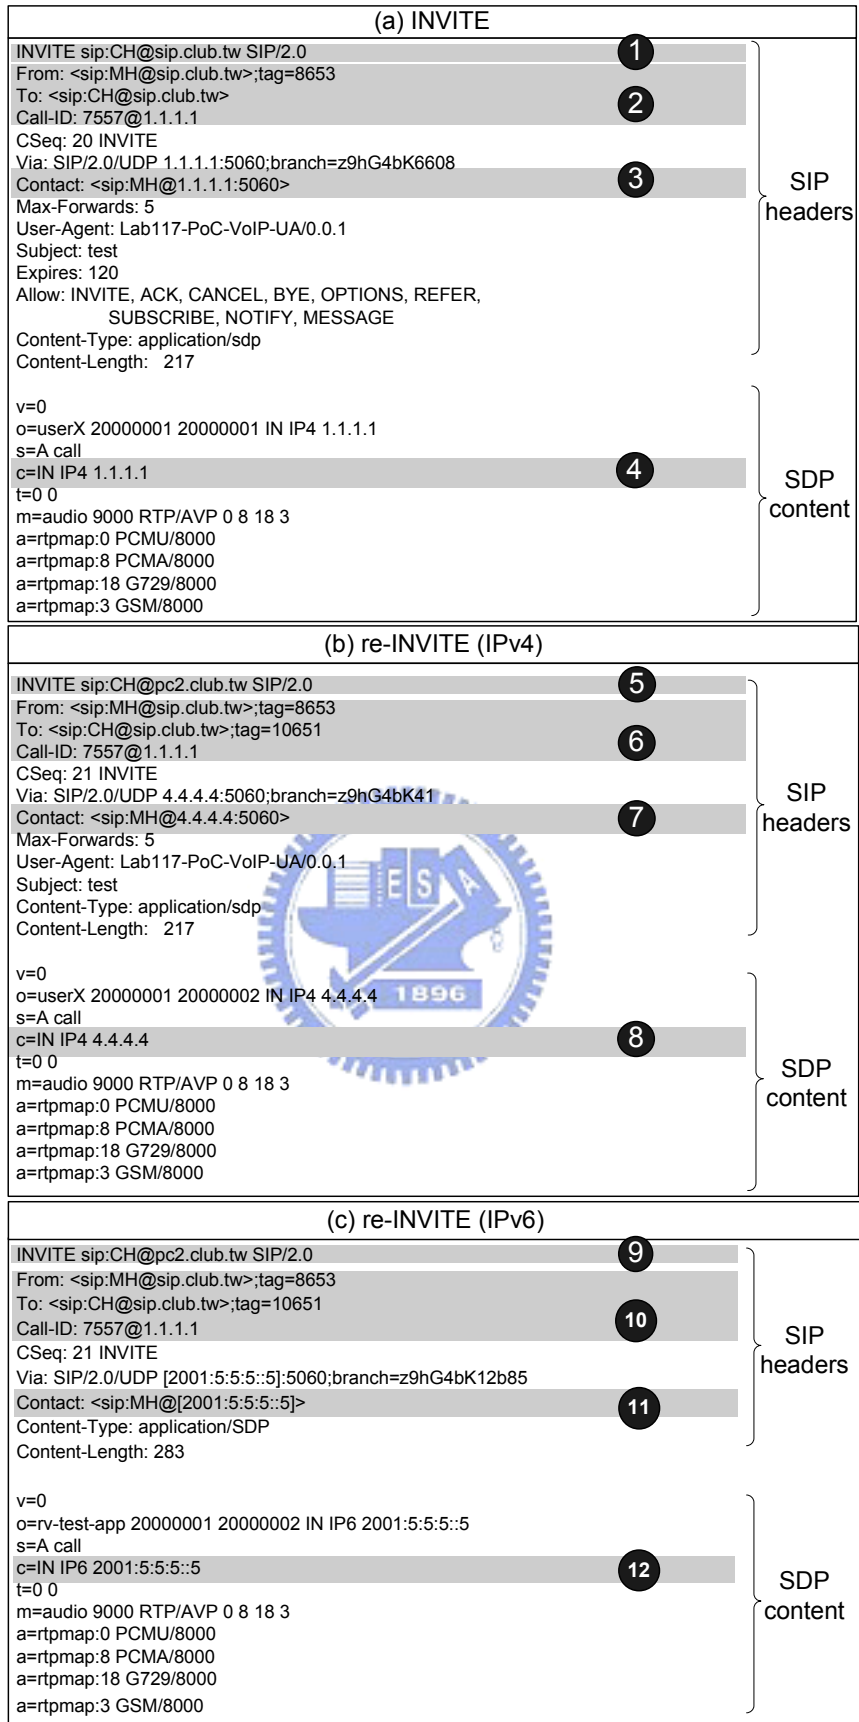 (a) INVITE
INVITE sip:CH@sip.club.tw SIP/2.0
1
From: <sip:MH@sip.club.tw>;tag=8653
To: <sip:CH@sip.club.tw>
2
Call-ID: 7557@1.1.1.1
CSeq: 20 INVITE
Via: SIP/2.0/UDP 1.1.1.1:5060;branch=z9hG4bK6608
Contact: <sip:MH@1.1.1.1:5060>
3
Max-Forwards: 5
User-Agent: Lab117-PoC-VoIP-UA/0.0.1
Subject: test
Expires: 120
Allow: INVITE, ACK, CANCEL, BYE, OPTIONS, REFER,
SUBSCRIBE, NOTIFY, MESSAGE
Content-Type: application/sdp
Content-Length: 217
SIP
headers
v=0
o=userX 20000001 20000001 IN IP4 1.1.1.1
s=A call
c=IN IP4 1.1.1.1
4
t=0 0
m=audio 9000 RTP/AVP 0 8 18 3
a=rtpmap:0 PCMU/8000
a=rtpmap:8 PCMA/8000
a=rtpmap:18 G729/8000
a=rtpmap:3 GSM/8000
SDP
content
(b) re-INVITE (IPv4)
INVITE sip:CH@pc2.club.tw SIP/2.0
5
From: <sip:MH@sip.club.tw>;tag=8653
To: <sip:CH@sip.club.tw>;tag=10651
6
Call-ID: 7557@1.1.1.1
CSeq: 21 INVITE
Via: SIP/2.0/UDP 4.4.4.4:5060;branch=z9hG4bK41
Contact: <sip:MH@4.4.4.4:5060>
7
Max-Forwards: 5
User-Agent: Lab117-PoC-VoIP-UA/0.0.1
Subject: test
Content-Type: application/sdp
Content-Length: 217
SIP
headers
ESA
1896
v=0
o=userX 20000001 20000002 IN IP4 4.4.4.4
s=A call
c=IN IP4 4.4.4.4
8
t=0 0
m=audio 9000 RTP/AVP 0 8 18 3
a=rtpmap:0 PCMU/8000
a=rtpmap:8 PCMA/8000
a=rtpmap:18 G729/8000
a=rtpmap:3 GSM/8000
SDP
content
(c) re-INVITE (IPv6)
INVITE sip:CH@pc2.club.tw SIP/2.0
9
From: <sip:MH@sip.club.tw>;tag=8653
To: <sip:CH@sip.club.tw>;tag=10651
10
Call-ID: 7557@1.1.1.1
CSeq: 21 INVITE
Via: SIP/2.0/UDP [2001:5:5:5::5]:5060;branch=z9hG4bK12b85
Contact: <sip:MH@[2001:5:5:5::5]>
11
Content-Type: application/SDP
Content-Length: 283
SIP
headers
v=0
o=rv-test-app 20000001 20000002 IN IP6 2001:5:5:5::5
s=A call
c=IN IP6 2001:5:5:5::5
12
t=0 0
m=audio 9000 RTP/AVP 0 8 18 3
a=rtpmap:0 PCMU/8000
a=rtpmap:8 PCMA/8000
a=rtpmap:18 G729/8000
a=rtpmap:3 GSM/8000
SDP
content